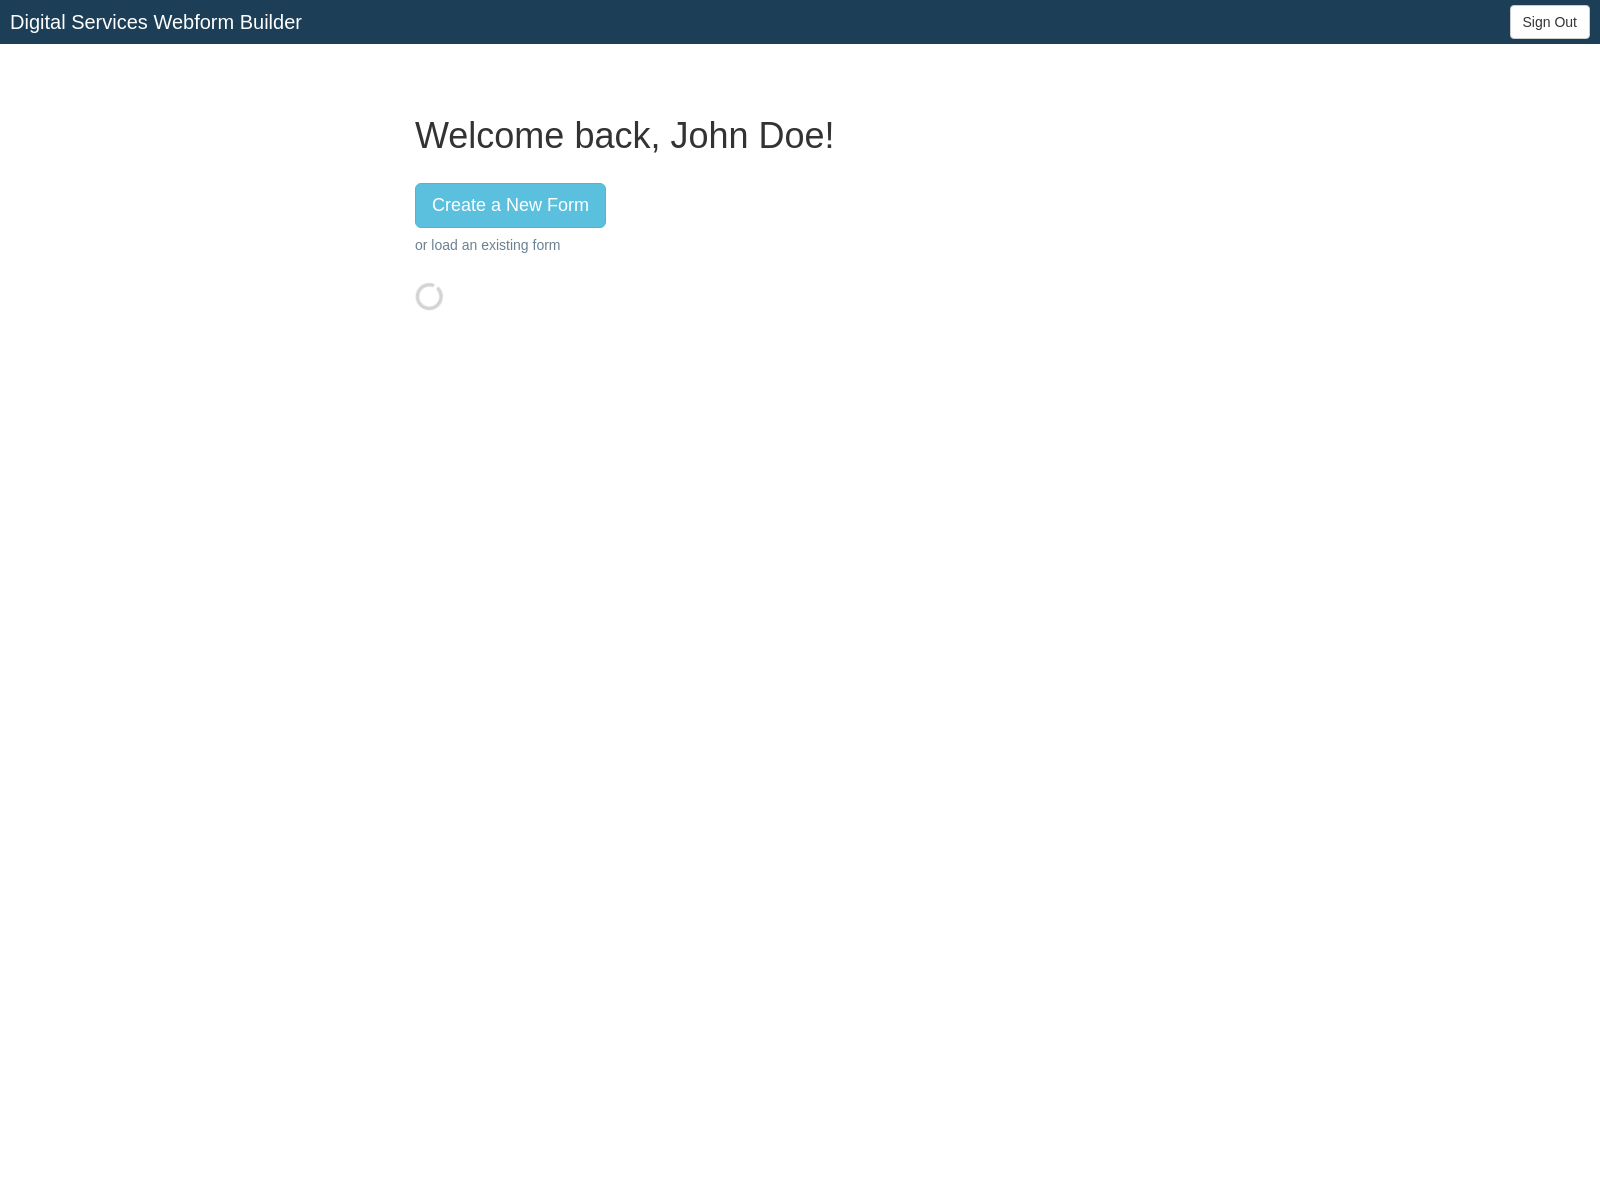 Digital Services Webform Builder
Sign Out
Welcome back, John Doe!
Create a New Form
or load an existing form